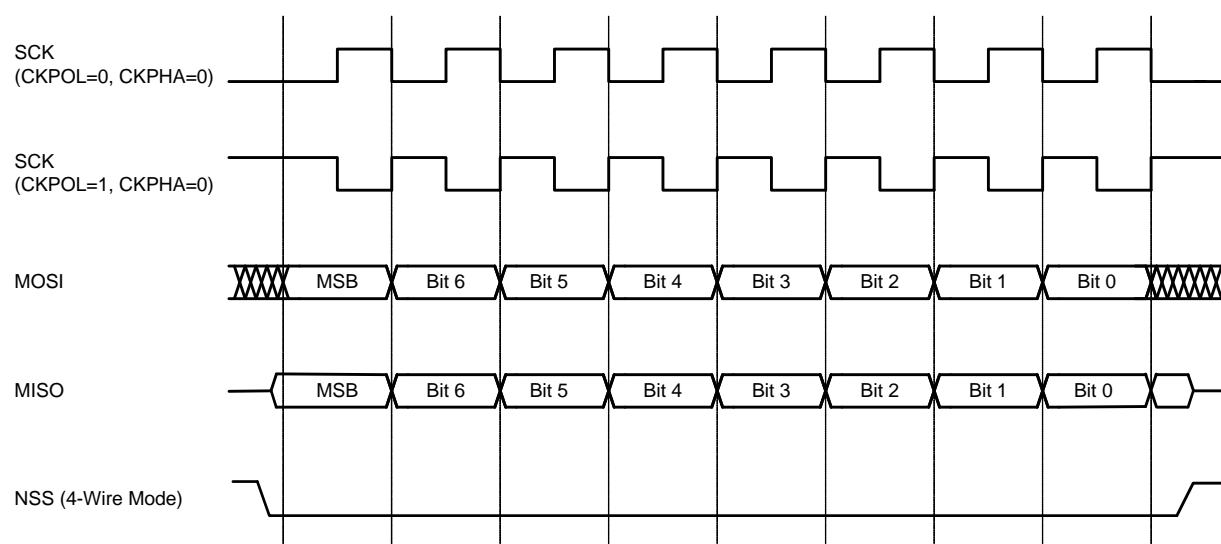 SCK
(CKPOL=0, CKPHA=0)
SCK
(CKPOL=1, CKPHA=0)
MOSI
MSB Bit 6 Bit 5 Bit 4 Bit 3 Bit 2 Bit 1 Bit 0
MISO
MSB Bit 6 Bit 5 Bit 4 Bit 3 Bit 2 Bit 1 Bit 0
NSS (4-Wire Mode)